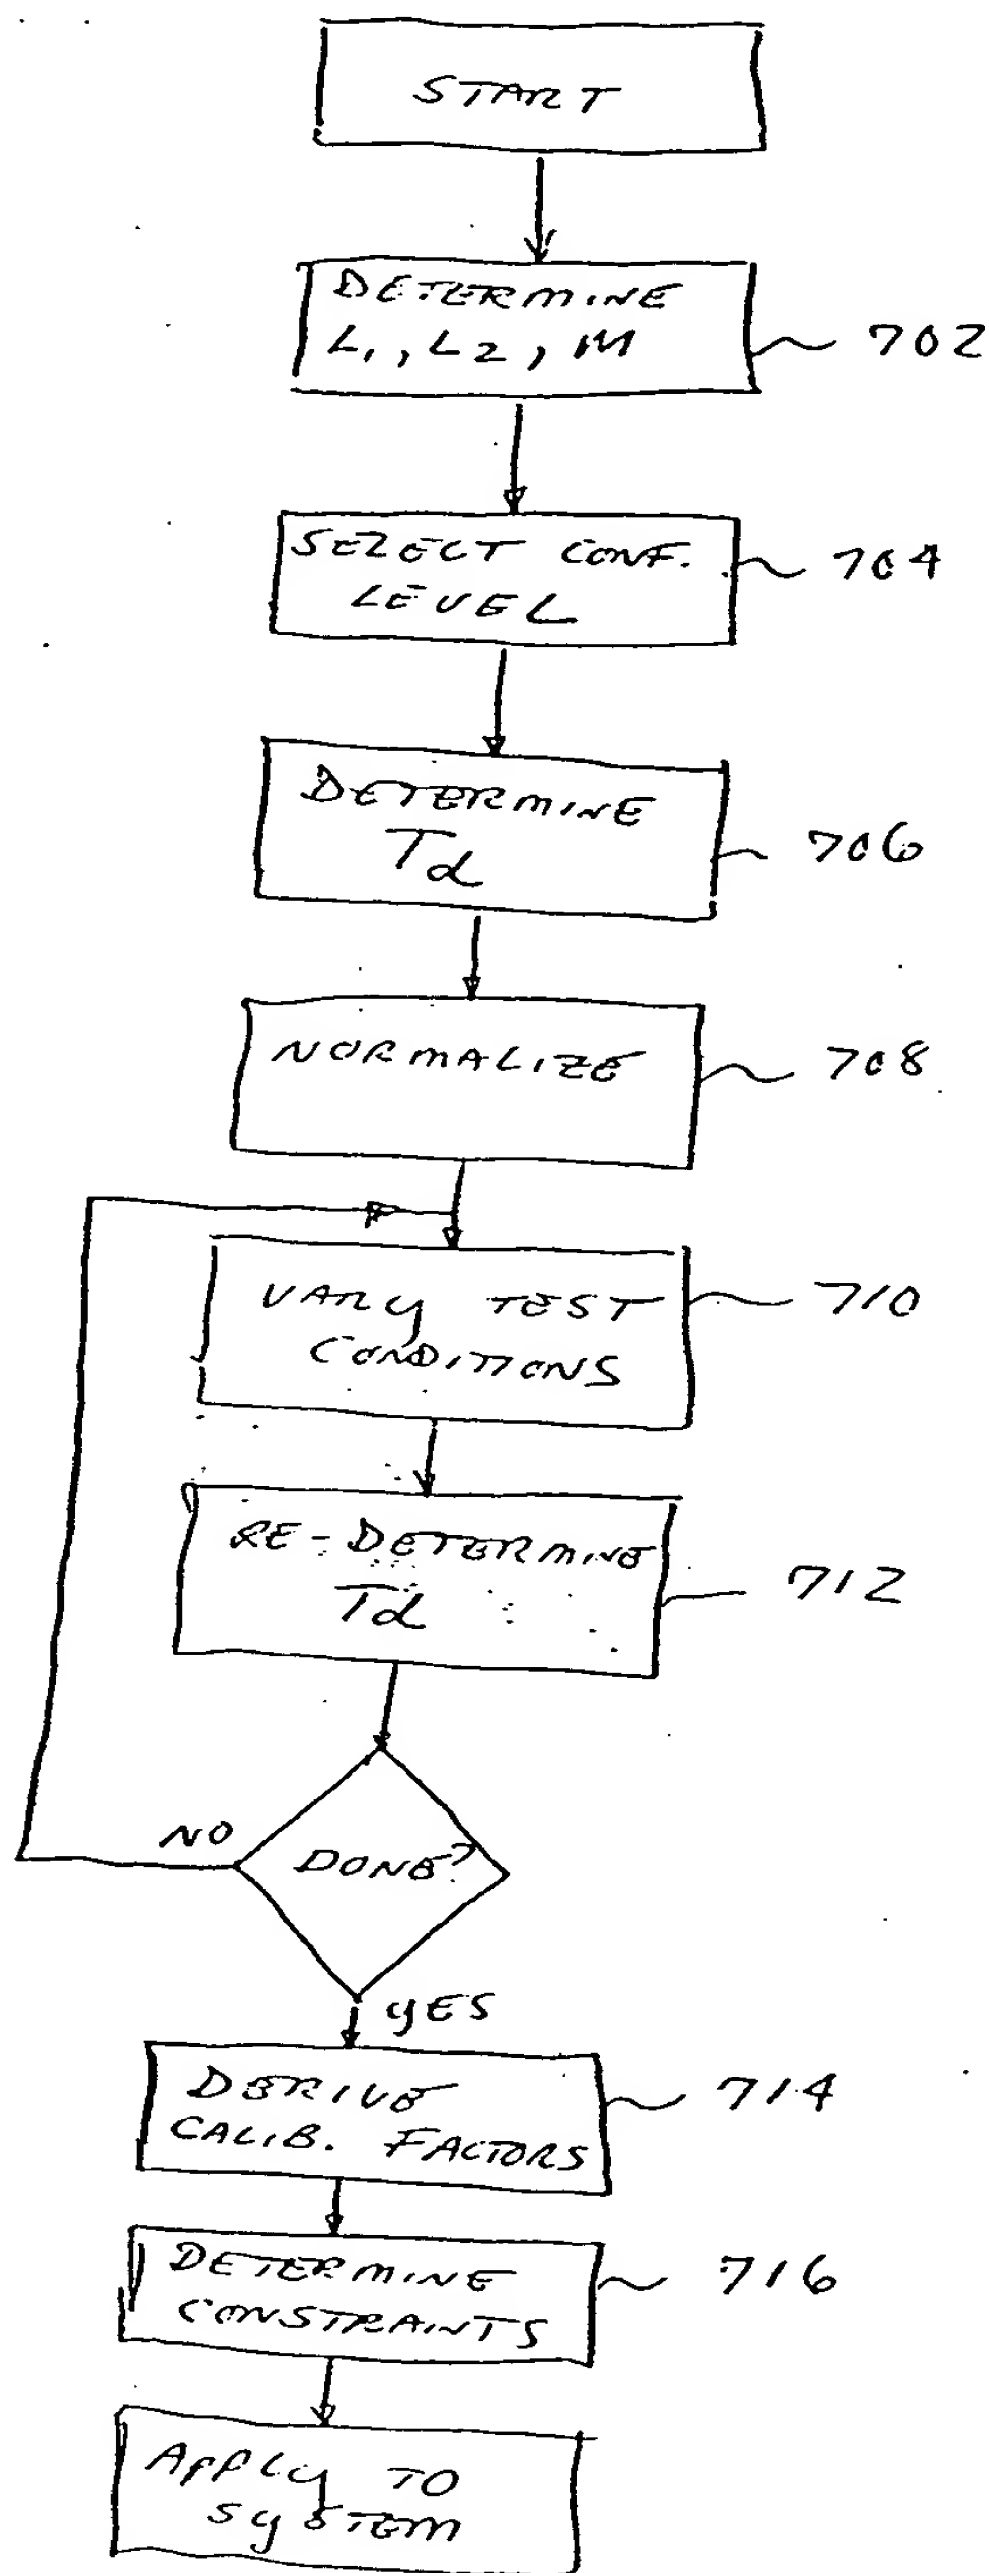 START
DETERMINE
L1, L2, M
702
SELECT CONF.
LEVEL
704
DETERMINE
Td
706
NORMALIZE
708
VARY TEST
CONDITIONS
710
RE-DETERMINE
Td
712
NO
DONE?
YES
DERIVE
CALIB. FACTORS
714
DETERMINE
CONSTRAINTS
716
APPLY TO
SYSTEM